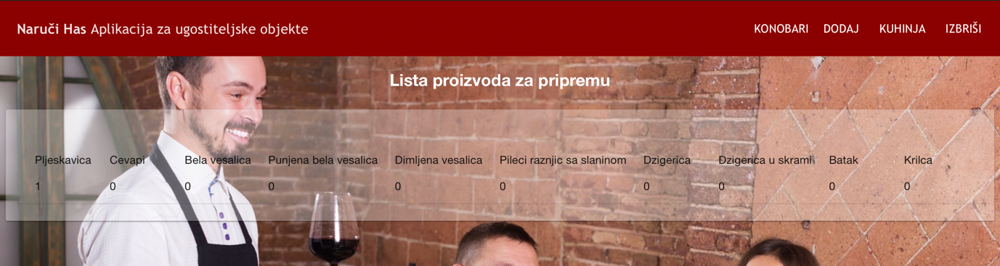 Naruči Has Aplikacija za ugostiteljske objekte KONOBARI DODAJ KUHINJA IZBRIŠI
Lista proizvoda za pripremu
Pljeskavica Cevapi Bela vesalica Punjena bela vesalica Dimljena vesalica Pileci raznjic sa slaninom Dzigerica Dzigerica u skrami Batak Krilca
1 0 0 0 0 0 0 0 0 0